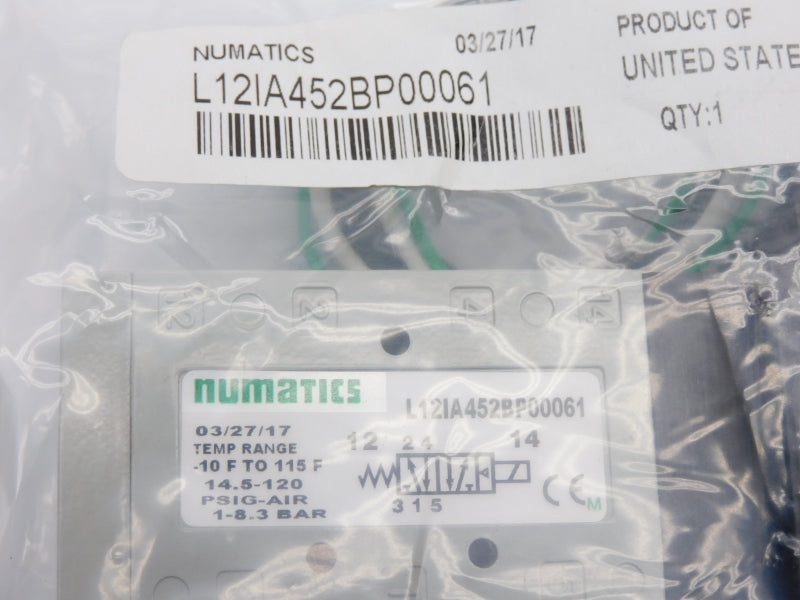 NUMATICS 03/27/17 PRODUCT OF
L12IA452BP00061 UNITED STATE
QTY:1
12 2 4 14
numatics L12IA452BP00061
03/27/17
TEMP RANGE 12 2 4 14
-10 F TO 115 F
14.5-120
PSIG-AIR 3 1 5 CE M
1-8.3 BAR